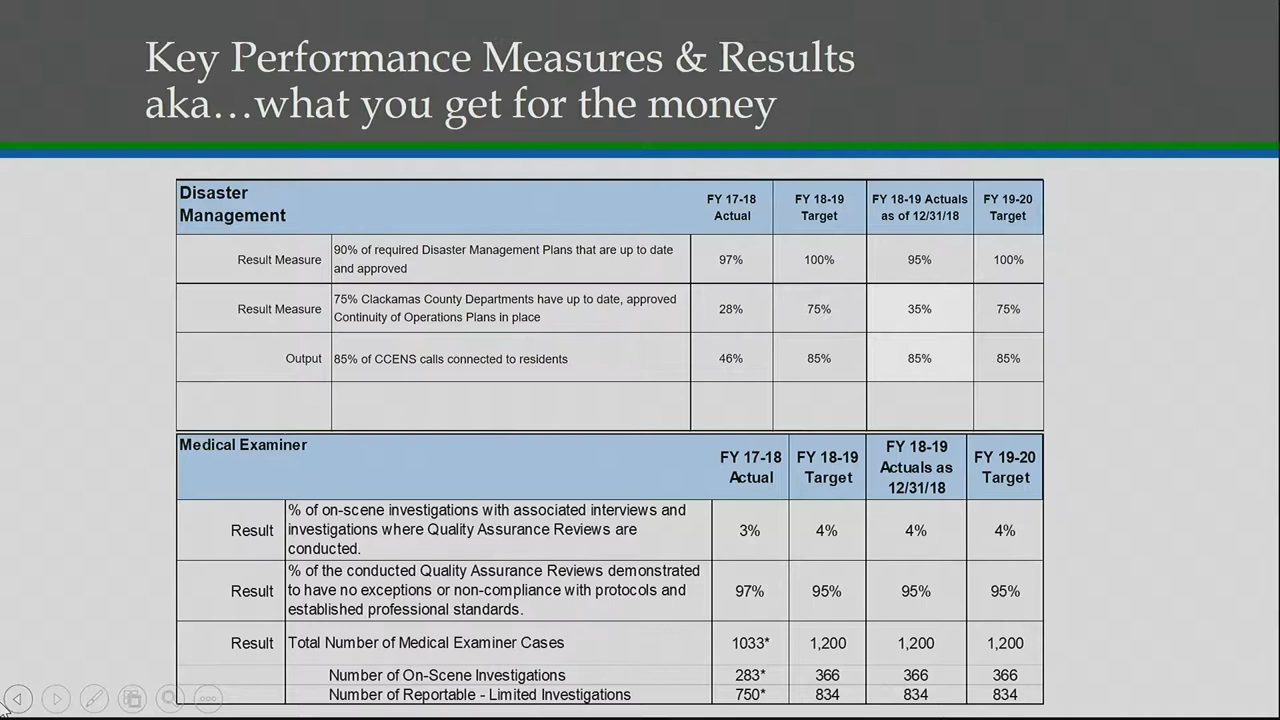 Key Performance Measures & Results
aka…what you get for the money
Disaster
Management
FY 17-18
Actual
FY 18-19
Target
FY 18-19 Actuals
as of 12/31/18
FY 19-20
Target
Result Measure
90% of required Disaster Management Plans that are up to date
and approved
97%
100%
95%
100%
Result Measure
75% Clackamas County Departments have up to date, approved
Continuity of Operations Plans in place
28%
75%
35%
75%
Output
85% of CCENS calls connected to residents
46%
85%
85%
85%
Medical Examiner
FY 17-18
Actual
FY 18-19
Target
FY 18-19
Actuals as
12/31/18
FY 19-20
Target
Result
% of on-scene investigations with associated interviews and
investigations where Quality Assurance Reviews are
conducted.
3%
4%
4%
4%
Result
% of the conducted Quality Assurance Reviews demonstrated
to have no exceptions or non-compliance with protocols and
established professional standards.
97%
95%
95%
95%
Result
Total Number of Medical Examiner Cases
1033*
1,200
1,200
1,200
Number of On-Scene Investigations
283*
366
366
366
Number of Reportable - Limited Investigations
750*
834
834
834